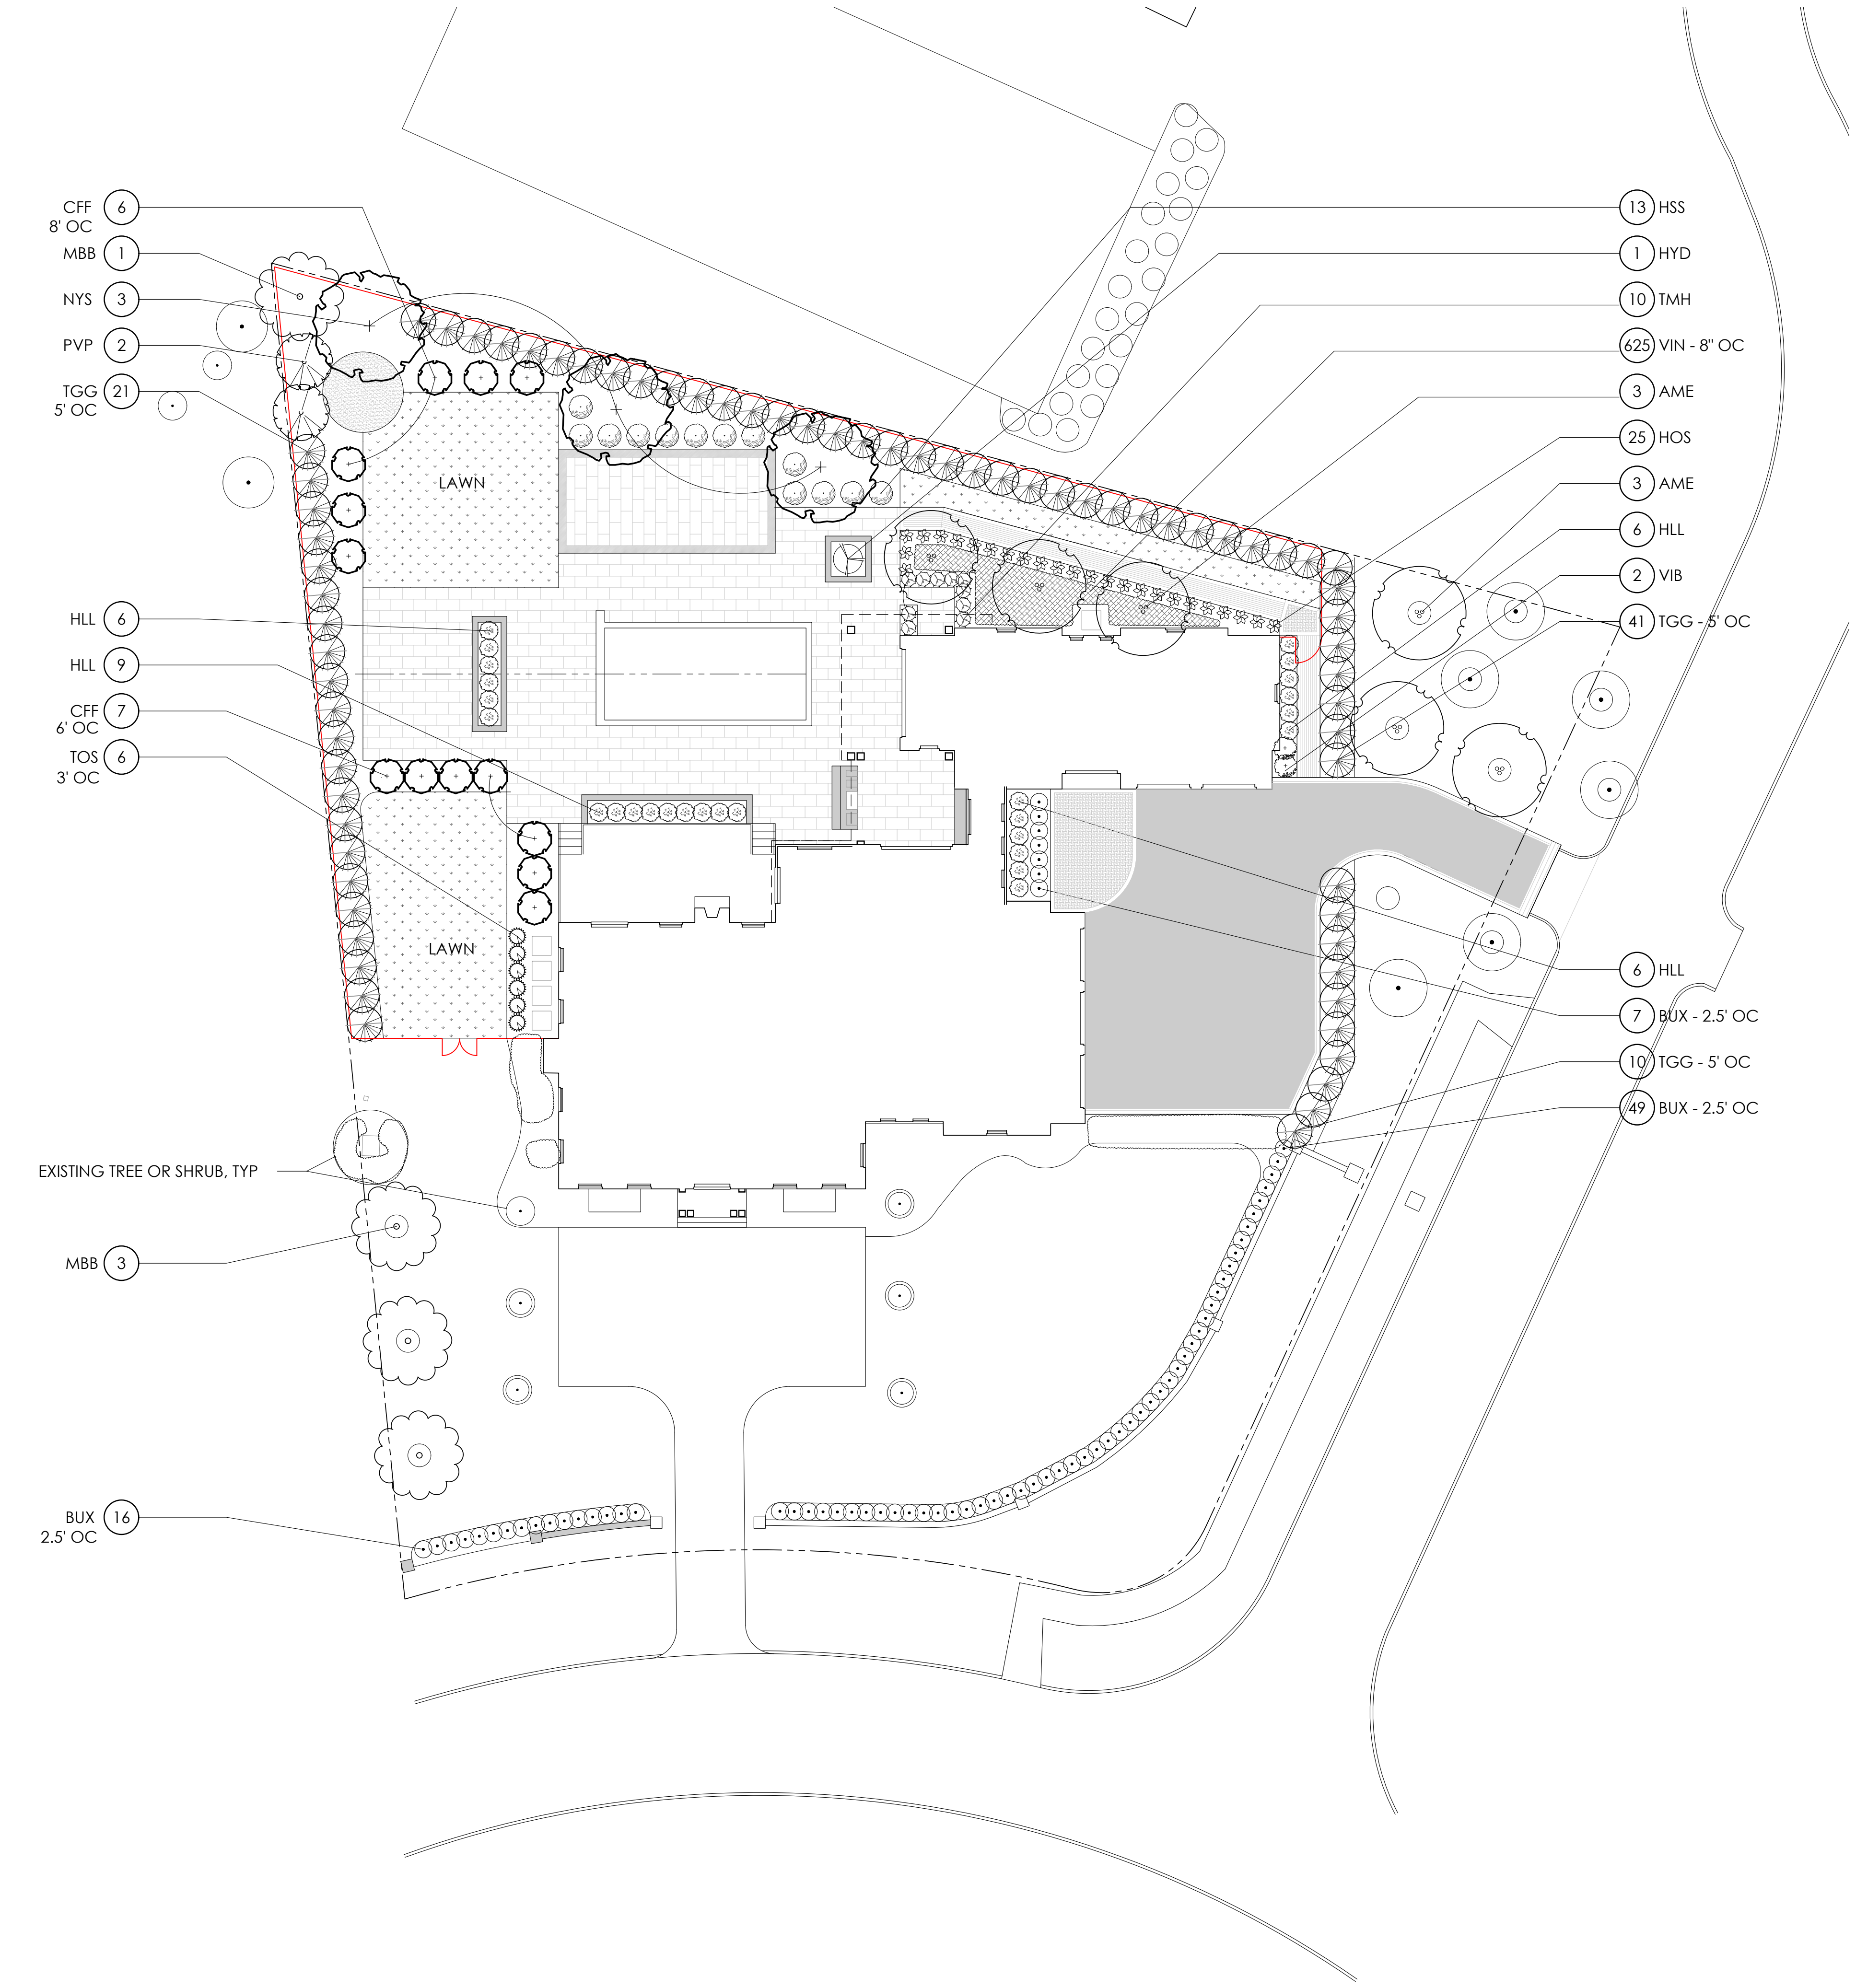 CFF 6
8' OC
MBB 1
NYS 3
PVP 2
TGG 21
5' OC
13 HSS
1 HYD
10 TMH
625 VIN - 8" OC
3 AME
25 HOS
3 AME
6 HLL
2 VIB
41 TGG - 5' OC
LAWN
HLL 6
HLL 9
CFF 7
6' OC
TOS 6
3' OC
LAWN
6 HLL
7 BUX - 2.5' OC
10 TGG - 5' OC
49 BUX - 2.5' OC
EXISTING TREE OR SHRUB, TYP
MBB 3
BUX 16
2.5' OC